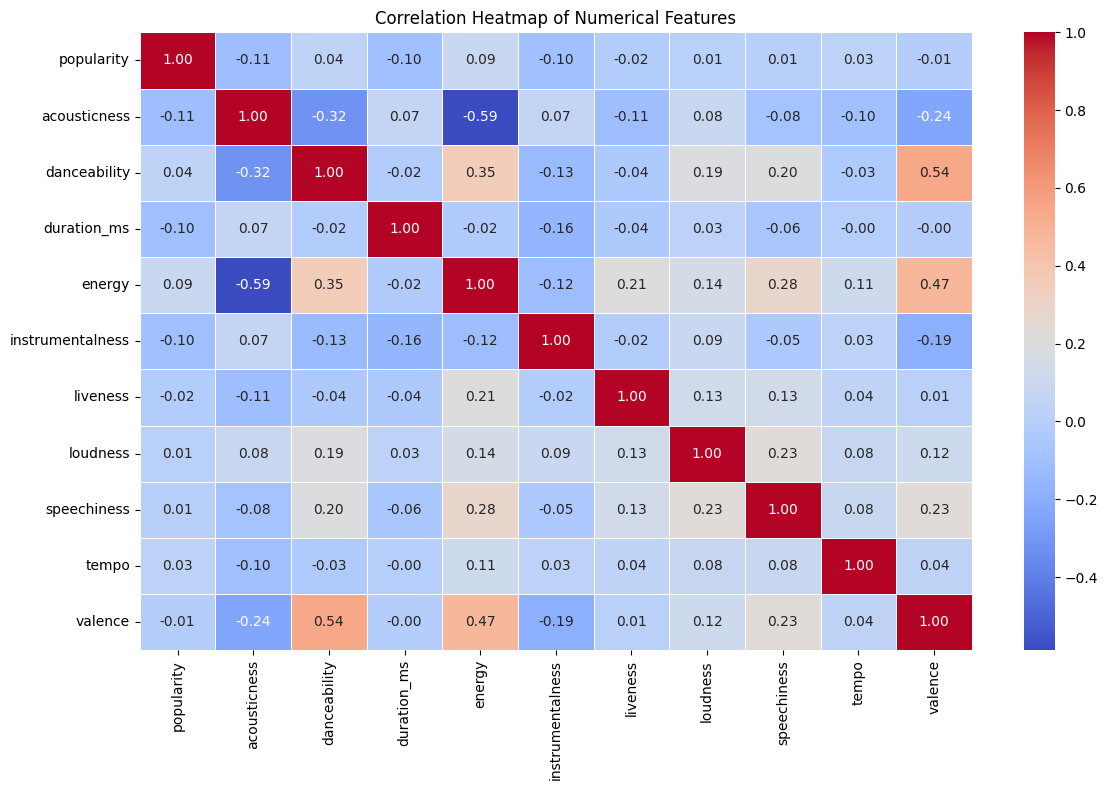 Correlation Heatmap of Numerical Features
popularity 1.00 -0.11 0.04 -0.10 0.09 -0.10 -0.02 0.01 0.01 0.03 -0.01
acousticness -0.11 1.00 -0.32 0.07 -0.59 0.07 -0.11 0.08 -0.08 -0.10 -0.24
danceability 0.04 -0.32 1.00 -0.02 0.35 -0.13 -0.04 0.19 0.20 -0.03 0.54
duration_ms -0.10 0.07 -0.02 1.00 -0.02 -0.16 -0.04 0.03 -0.06 -0.00 -0.00
energy 0.09 -0.59 0.35 -0.02 1.00 -0.12 0.21 0.14 0.28 0.11 0.47
instrumentalness -0.10 0.07 -0.13 -0.16 -0.12 1.00 -0.02 0.09 -0.05 0.03 -0.19
liveness -0.02 -0.11 -0.04 -0.04 0.21 -0.02 1.00 0.13 0.13 0.04 0.01
loudness 0.01 0.08 0.19 0.03 0.14 0.09 0.13 1.00 0.23 0.08 0.12
speechiness 0.01 -0.08 0.20 -0.06 0.28 -0.05 0.13 0.23 1.00 0.08 0.23
tempo 0.03 -0.10 -0.03 -0.00 0.11 0.03 0.04 0.08 0.08 1.00 0.04
valence -0.01 -0.24 0.54 -0.00 0.47 -0.19 0.01 0.12 0.23 0.04 1.00
popularity acousticness danceability duration_ms energy instrumentalness liveness loudness speechiness tempo valence
1.0
0.8
0.6
0.4
0.2
0.0
−0.2
−0.4